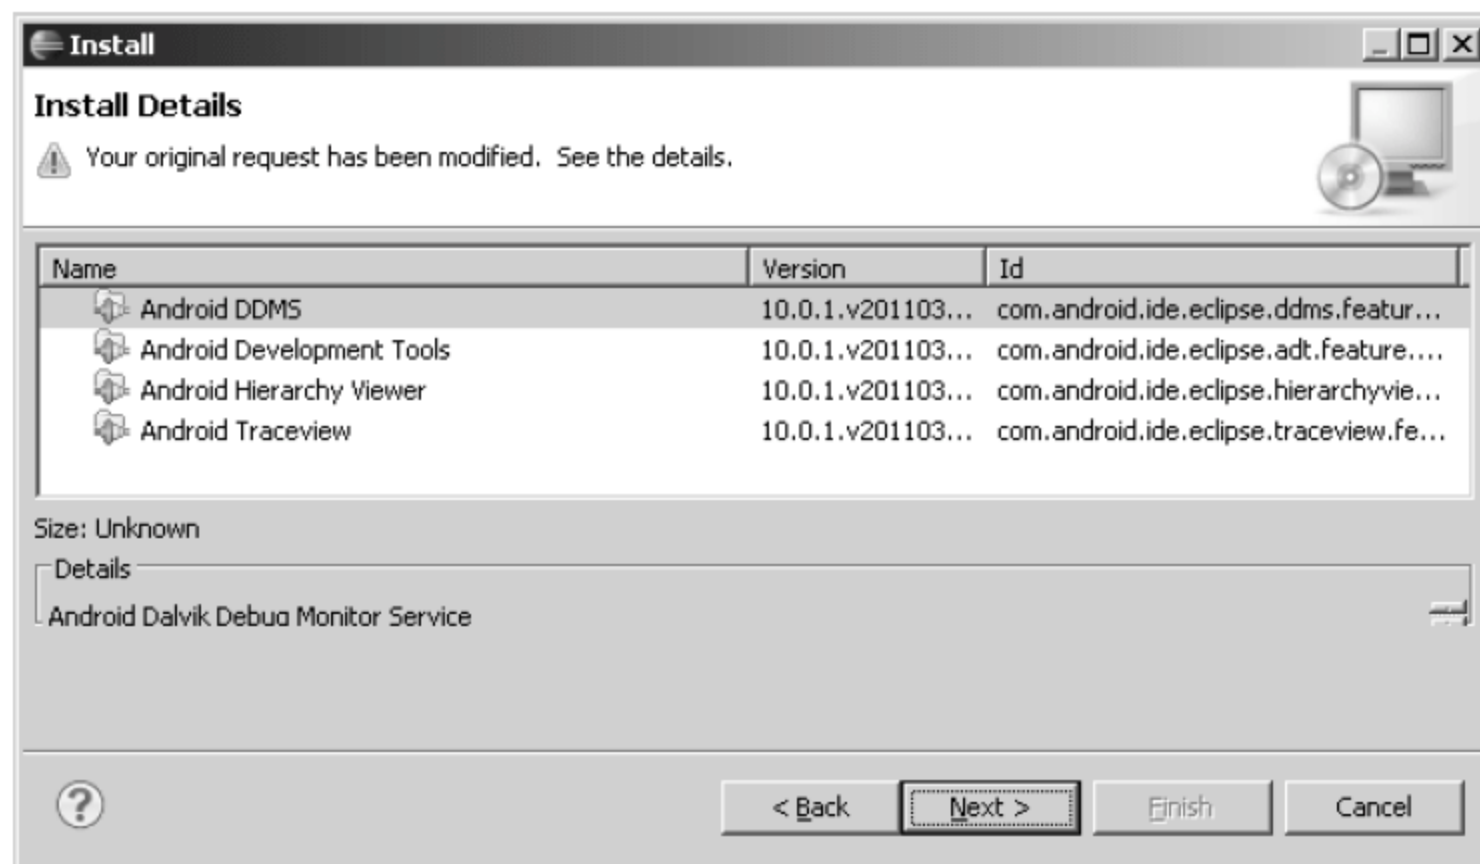 Install
Install Details
Your original request has been modified. See the details.
Name Version Id
Android DDMS 10.0.1.v201103... com.android.ide.eclipse.ddms.featur...
Android Development Tools 10.0.1.v201103... com.android.ide.eclipse.adt.feature....
Android Hierarchy Viewer 10.0.1.v201103... com.android.ide.eclipse.hierarchyvie...
Android Traceview 10.0.1.v201103... com.android.ide.eclipse.traceview.fe...
Size: Unknown
Details
Android Dalvik Debug Monitor Service
? < Back Next > Finish Cancel